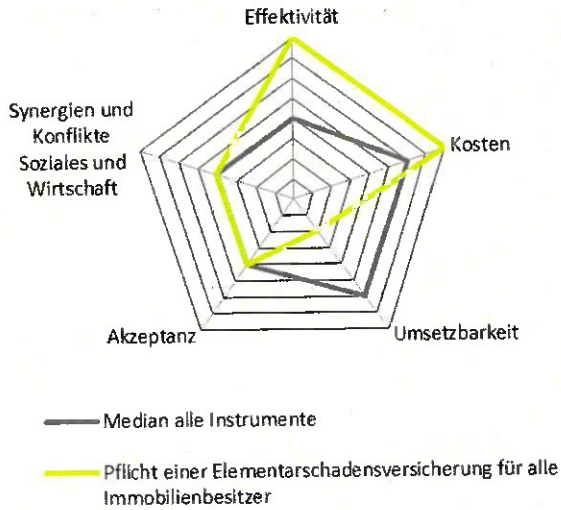 Effektivität
Synergien und
Konflikte
Soziales und
Wirtschaft
Kosten
Akzeptanz
Umsetzbarkeit
Median alle Instrumente
Pflicht einer Elementarschadensversicherung für alle
Immobilienbesitzer